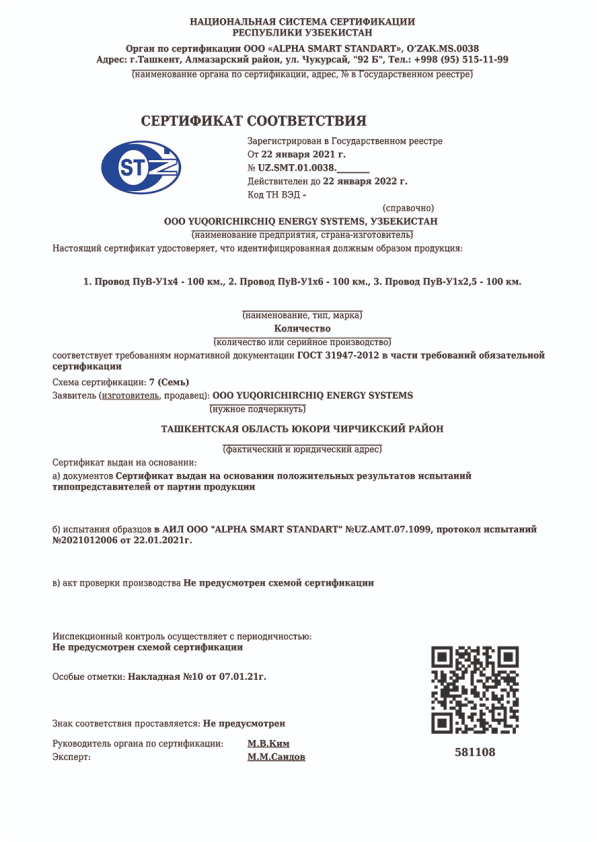 НАЦИОНАЛЬНАЯ СИСТЕМА СЕРТИФИКАЦИИ
РЕСПУБЛИКИ УЗБЕКИСТАН
Орган по сертификации ООО «ALPHA SMART STANDART», O’ZAK.MS.0038
Адрес: г.Ташкент, Алмазарский район, ул. Чукурсай, "92 Б", Тел.: +998 (95) 515-11-99
(наименование органа по сертификации, адрес, № в Государственном реестре)
СЕРТИФИКАТ СООТВЕТСТВИЯ
STZ
Зарегистрирован в Государственном реестре
От 22 января 2021 г.
№ UZ.SMT.01.0038._______
Действителен до 22 января 2022 г.
Код ТН ВЭД -
(справочно)
ООО YUQORICHIRCHIQ ENERGY SYSTEMS, УЗБЕКИСТАН
(наименование предприятия, страна-изготовитель)
Настоящий сертификат удостоверяет, что идентифицированная должным образом продукция:
1. Провод ПуВ-У1х4 - 100 км., 2. Провод ПуВ-У1х6 - 100 км., 3. Провод ПуВ-У1х2,5 - 100 км.
(наименование, тип, марка)
Количество
(количество или серийное производство)
соответствует требованиям нормативной документации ГОСТ 31947-2012 в части требований обязательной
сертификации
Схема сертификации: 7 (Семь)
Заявитель (изготовитель, продавец): ООО YUQORICHIRCHIQ ENERGY SYSTEMS
(нужное подчеркнуть)
ТАШКЕНТСКАЯ ОБЛАСТЬ ЮКОРИ ЧИРЧИКСКИЙ РАЙОН
(фактический и юридический адрес)
Сертификат выдан на основании:
а) документов Сертификат выдан на основании положительных результатов испытаний
типопредставителей от партии продукции
б) испытания образцов в АИЛ ООО "ALPHA SMART STANDART" №UZ.AMT.07.1099, протокол испытаний
№2021012006 от 22.01.2021г.
в) акт проверки производства Не предусмотрен схемой сертификации
Инспекционный контроль осуществляет с периодичностью:
Не предусмотрен схемой сертификации
Особые отметки: Накладная №10 от 07.01.21г.
Знак соответствия проставляется: Не предусмотрен
Руководитель органа по сертификации: М.В,Ким
Эксперт: М.М.Саидов
581108